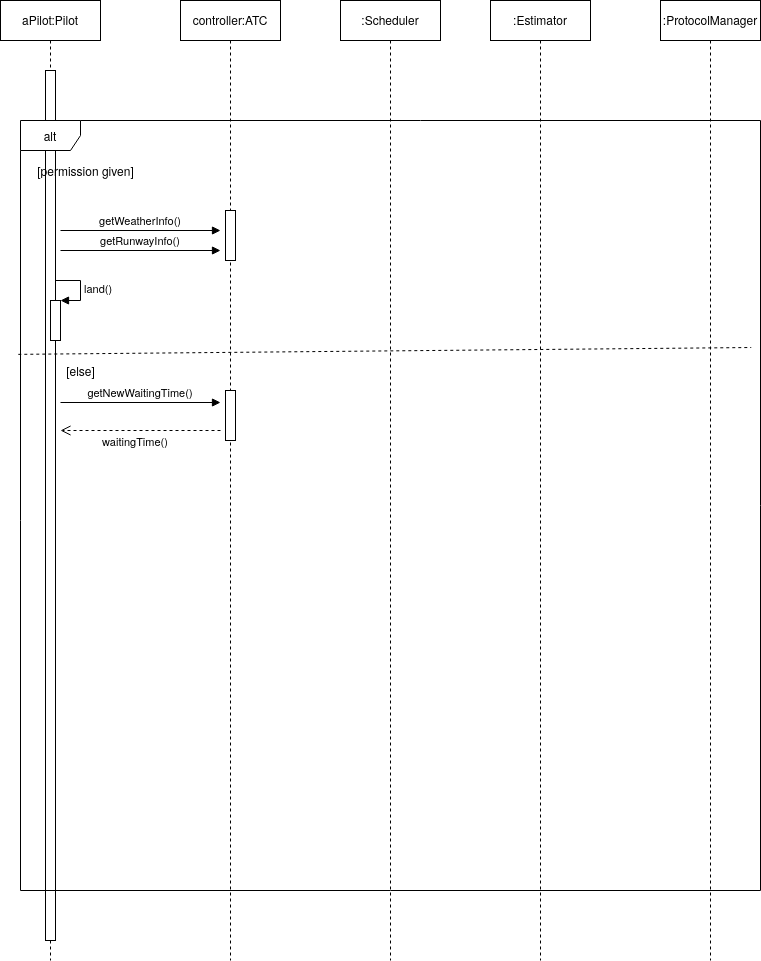 aPilot:Pilot
controller:ATC
:Scheduler
:Estimator
:ProtocolManager
alt
[permission given]
getWeatherInfo()
getRunwayInfo()
land()
[else]
getNewWaitingTime()
waitingTime()